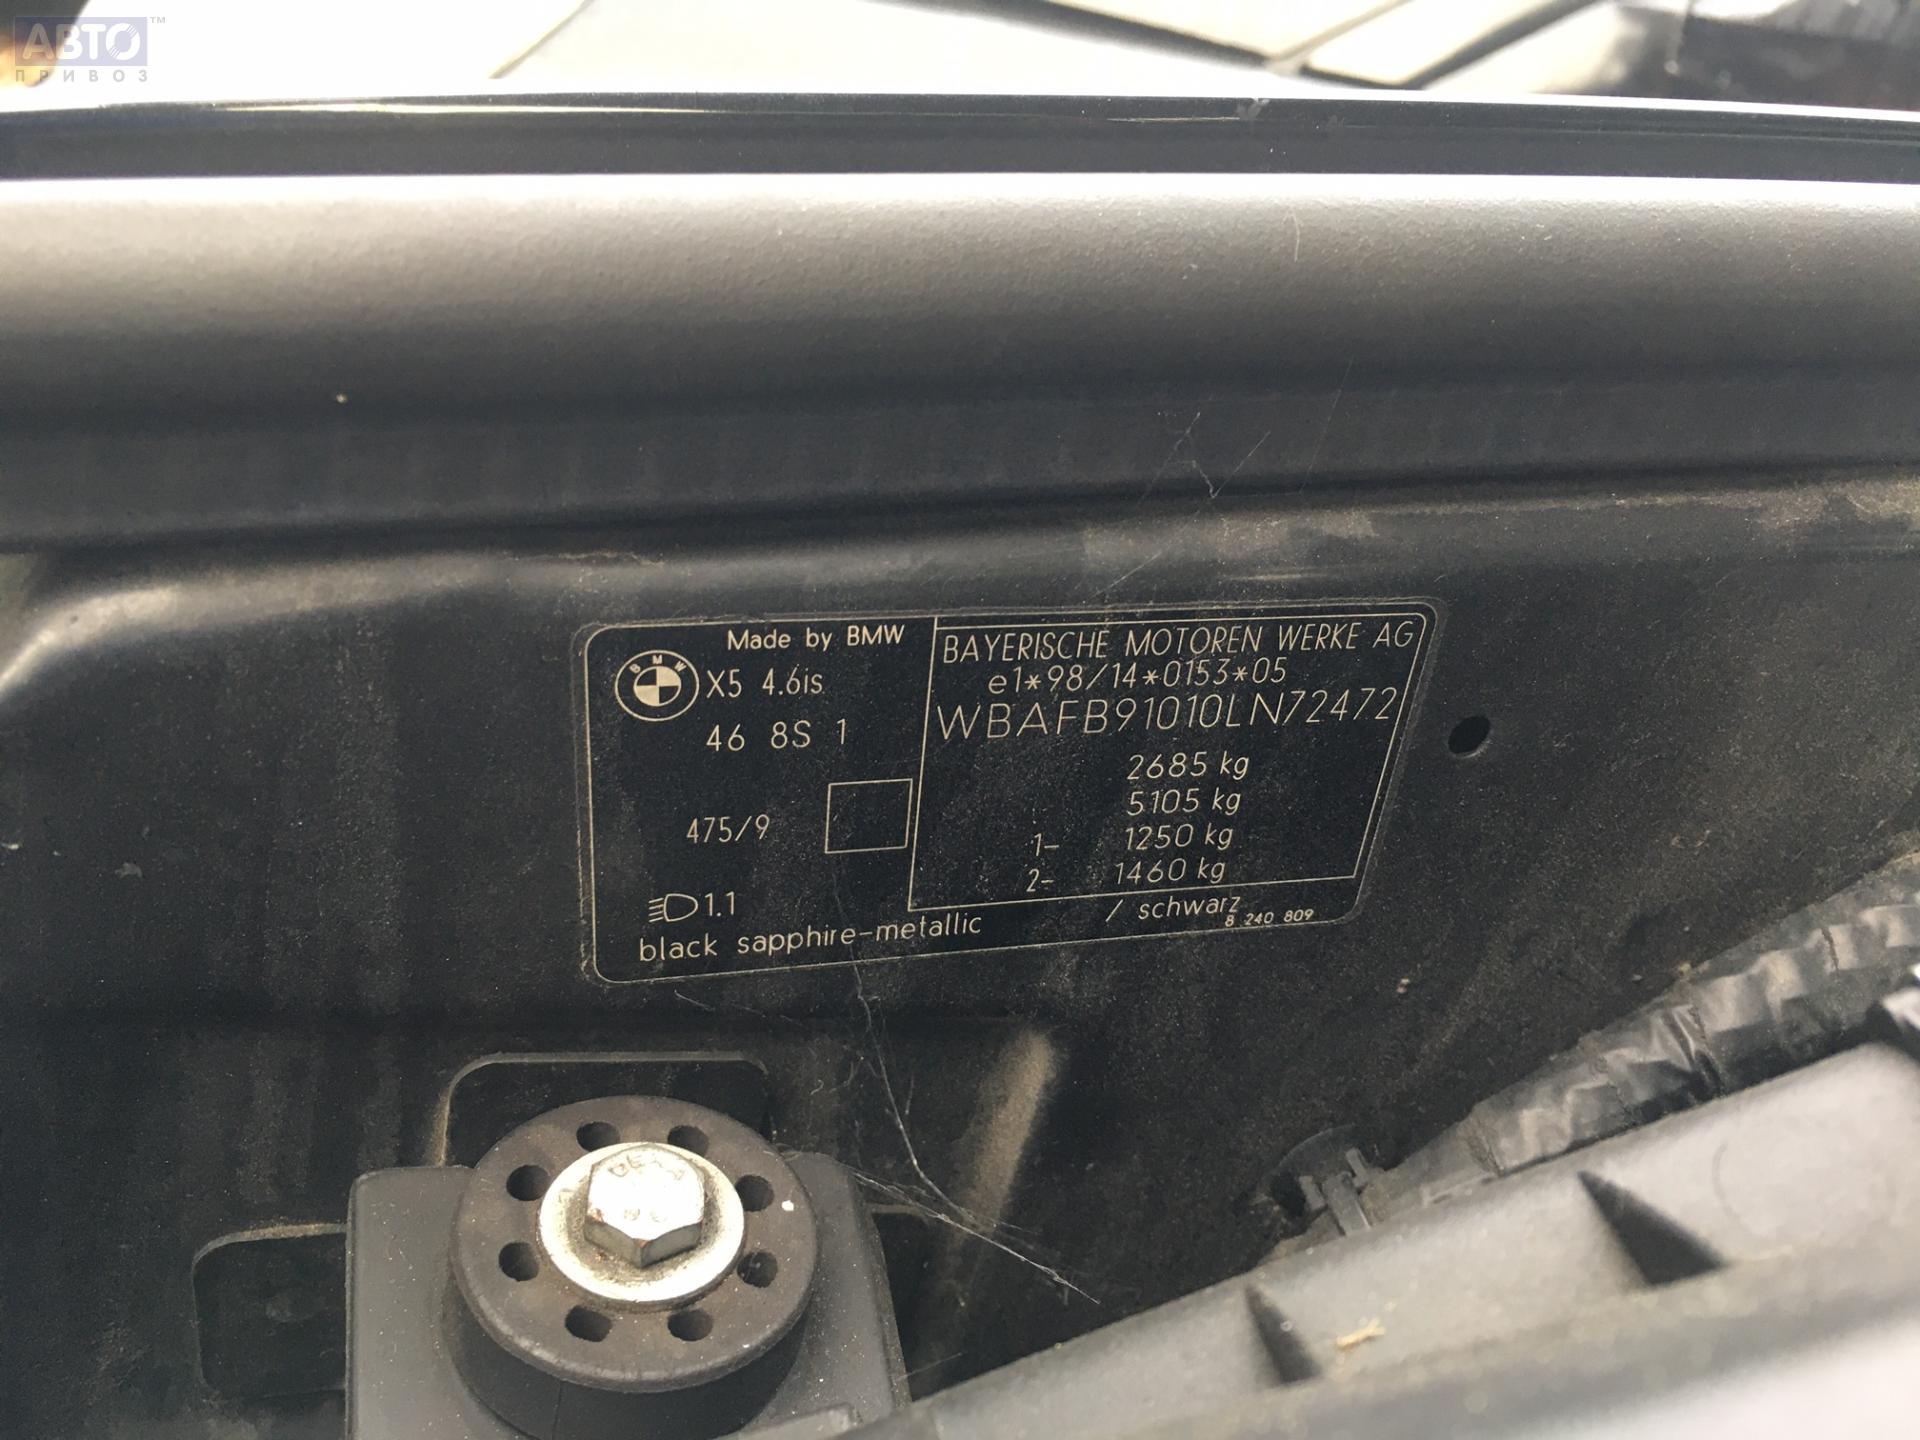 АВТО™
ПРИВОЗ
Made by BMW
BMW
X5 4.6is
46 8S 1
475/9
1.1
black sapphire-metallic / schwarz
8 240 809
BAYERISCHE MOTOREN WERKE AG
e1*98/14*0153*05
WBAFB91010LN72472
2685 kg
5105 kg
1- 1250 kg
2- 1460 kg